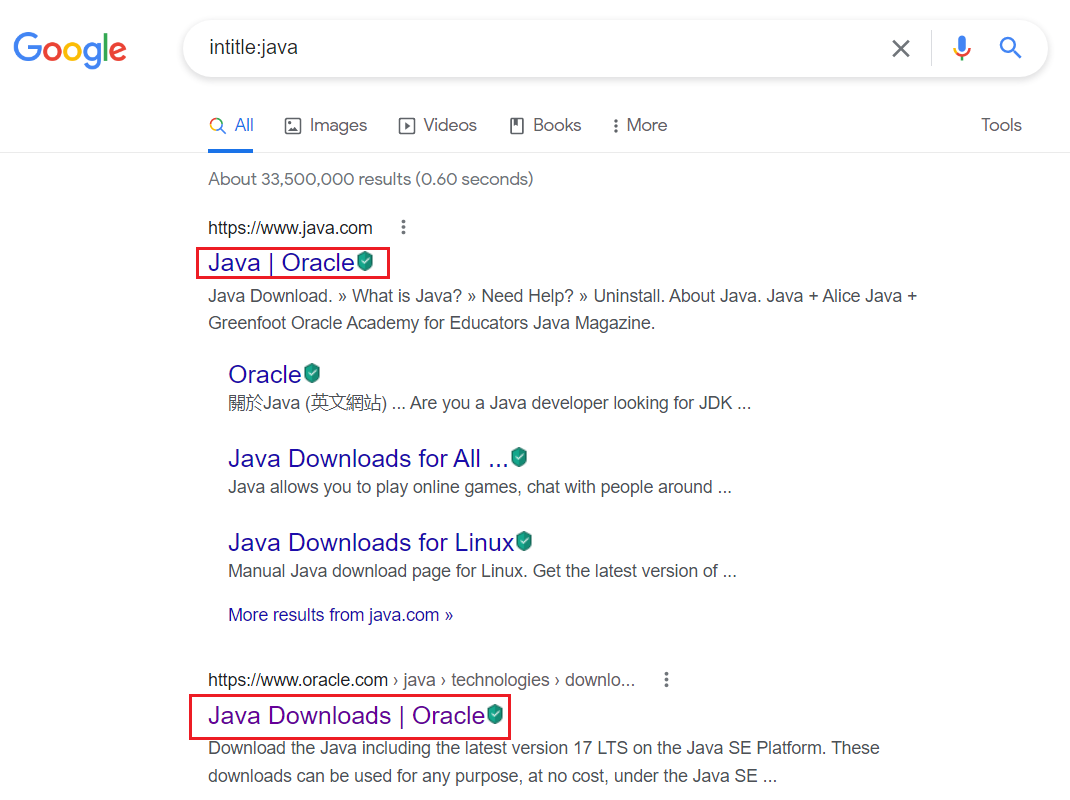 Google
intitle:java
All
Images
Videos
Books
More
Tools
About 33,500,000 results (0.60 seconds)
https://www.java.com
Java | Oracle
Java Download. » What is Java? » Need Help? » Uninstall. About Java. Java + Alice Java +
Greenfoot Oracle Academy for Educators Java Magazine.
Oracle
關於Java (英文網站) ... Are you a Java developer looking for JDK ...
Java Downloads for All ...
Java allows you to play online games, chat with people around ...
Java Downloads for Linux
Manual Java download page for Linux. Get the latest version of ...
More results from java.com »
https://www.oracle.com › java › technologies › downlo...
Java Downloads | Oracle
Download the Java including the latest version 17 LTS on the Java SE Platform. These
downloads can be used for any purpose, at no cost, under the Java SE ...